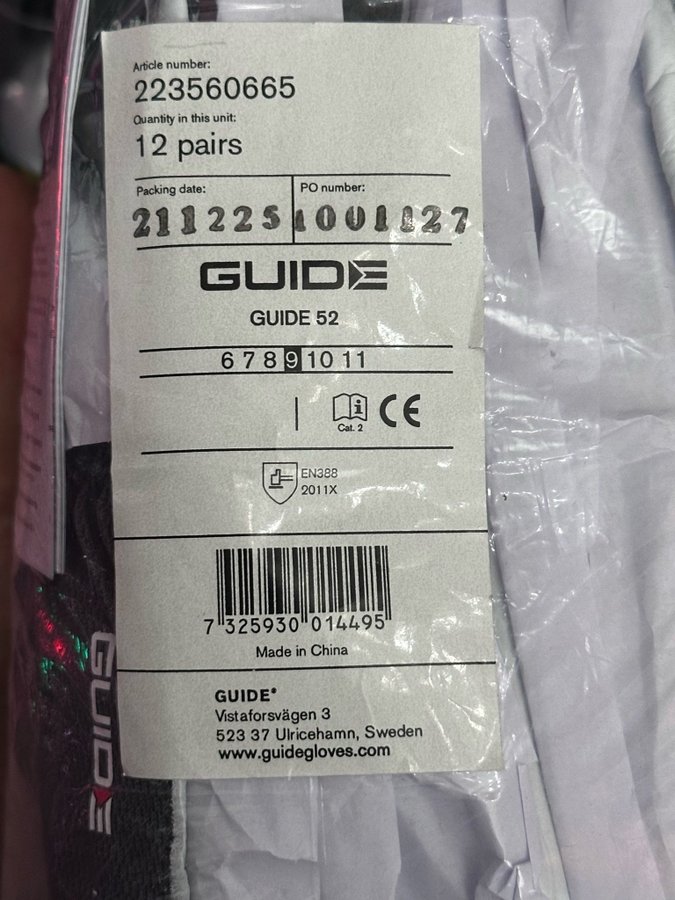 Article number:
223560665
Quantity in this unit:
12 pairs
Packing date:
211225
PO number:
1001127
GUIDE
GUIDE 52
6 7 8 9 10 11
Cat. 2
CE
EN388
2011X
7 325930 014495
Made in China
GUIDE®
Vistaforsvägen 3
523 37 Ulricehamn, Sweden
www.guidegloves.com
GUIDE